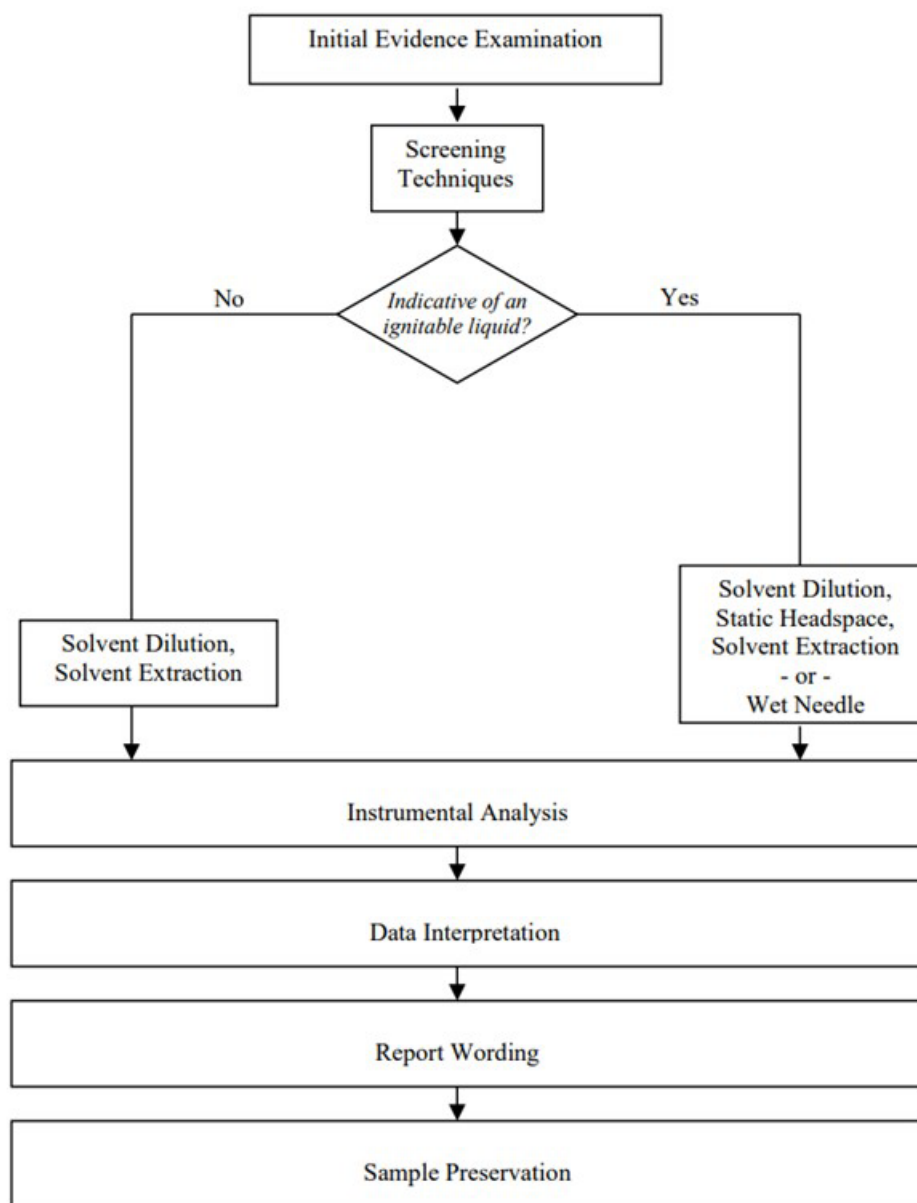 Initial Evidence Examination
Screening
Techniques
Indicative of an
ignitable liquid?
No
Yes
Solvent Dilution,
Solvent Extraction
Solvent Dilution,
Static Headspace,
Solvent Extraction
- or -
Wet Needle
Instrumental Analysis
Data Interpretation
Report Wording
Sample Preservation